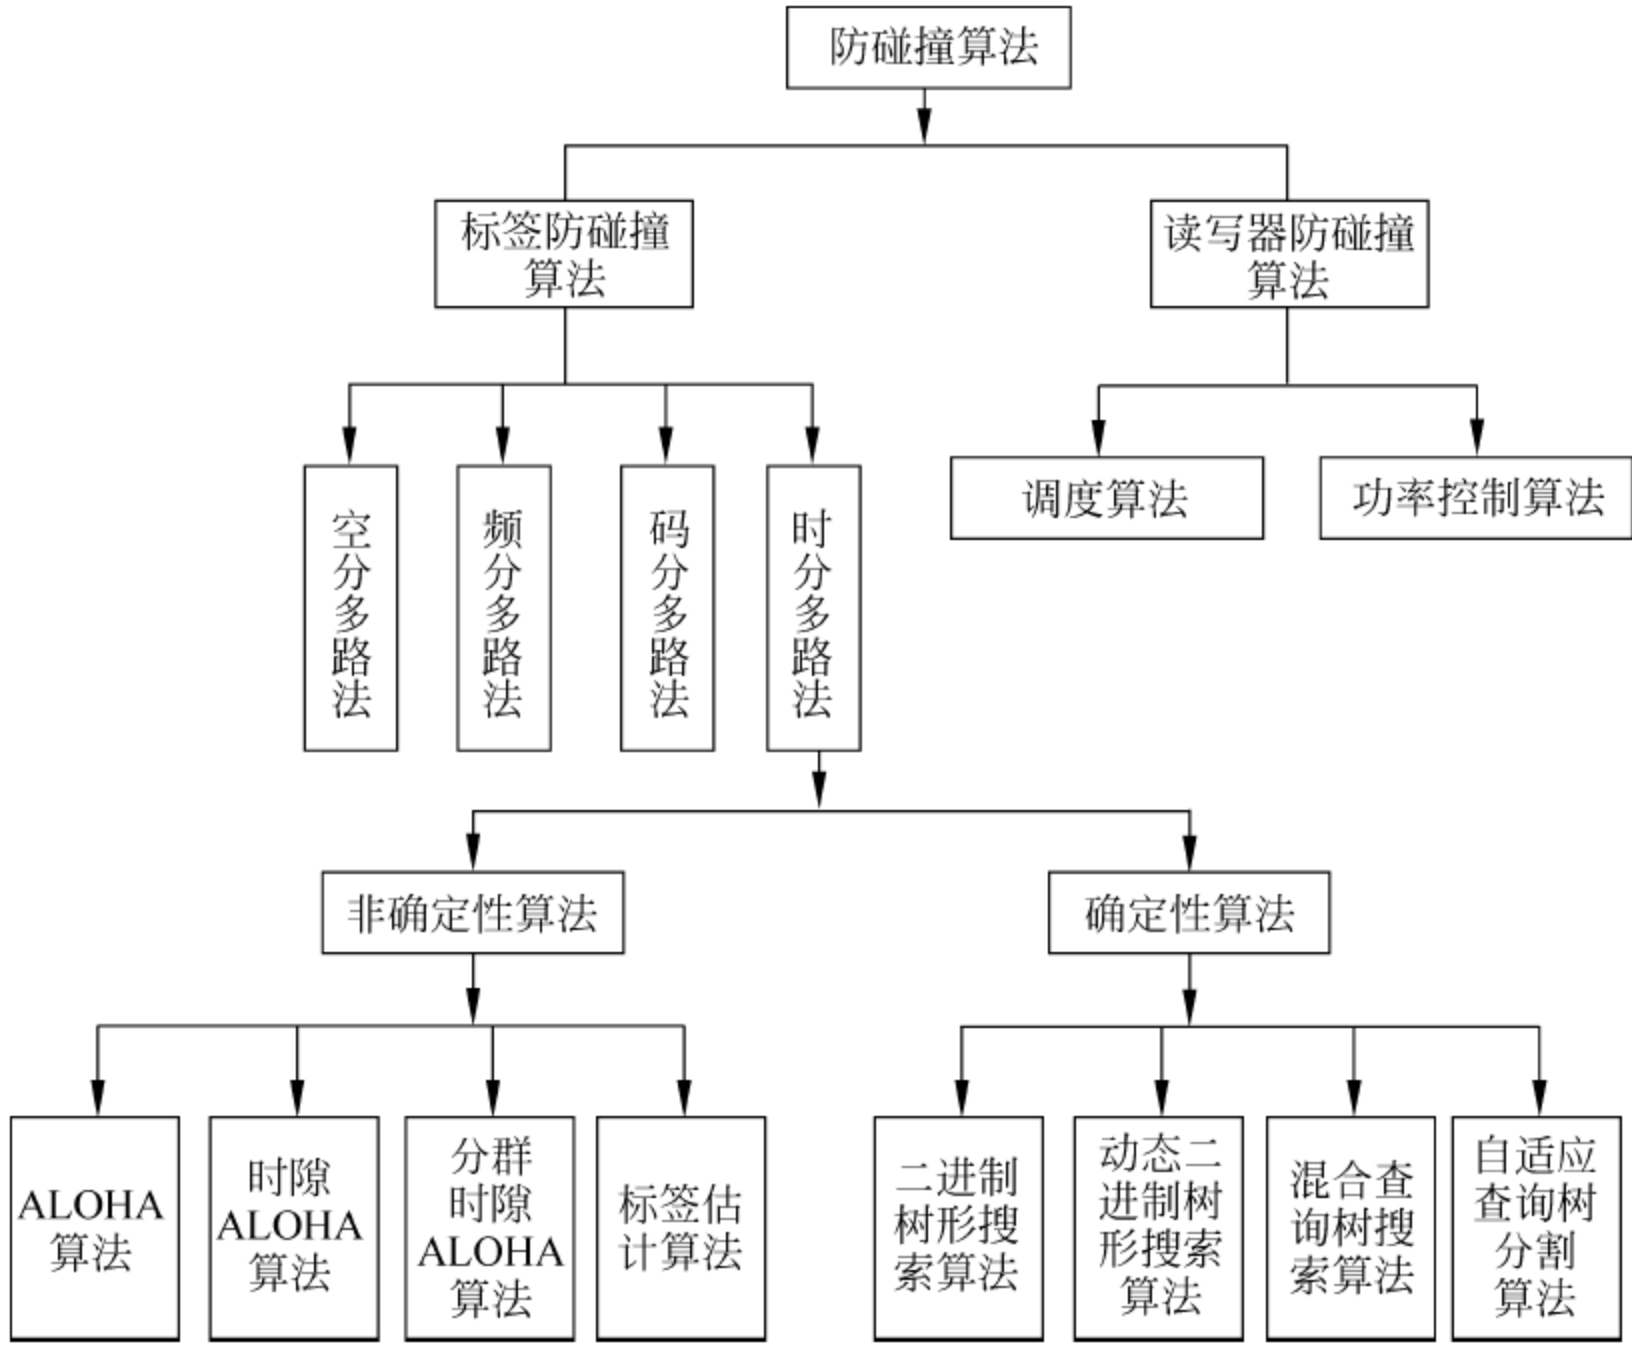 防碰撞算法
标签防碰撞
算法
读写器防碰撞
算法
空分多路法
频分多路法
码分多路法
时分多路法
调度算法
功率控制算法
非确定性算法
确定性算法
ALOHA
算法
时隙
ALOHA
算法
分群
时隙
ALOHA
算法
标签估
计算法
二进制
树形搜
索算法
动态二
进制树
形搜索
算法
混合查
询树搜
索算法
自适应
查询树
分割
算法